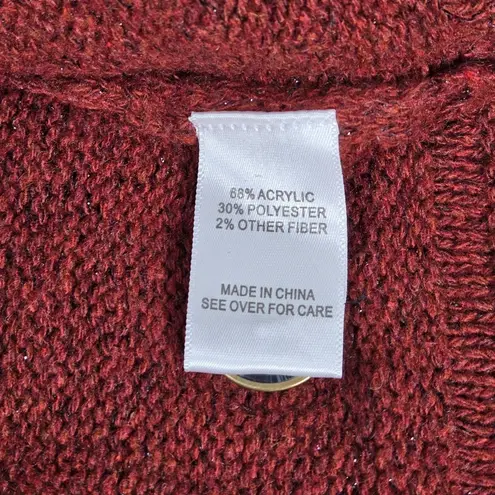 68% ACRYLIC
30% POLYESTER
2% OTHER FIBER
MADE IN CHINA
SEE OVER FOR CARE